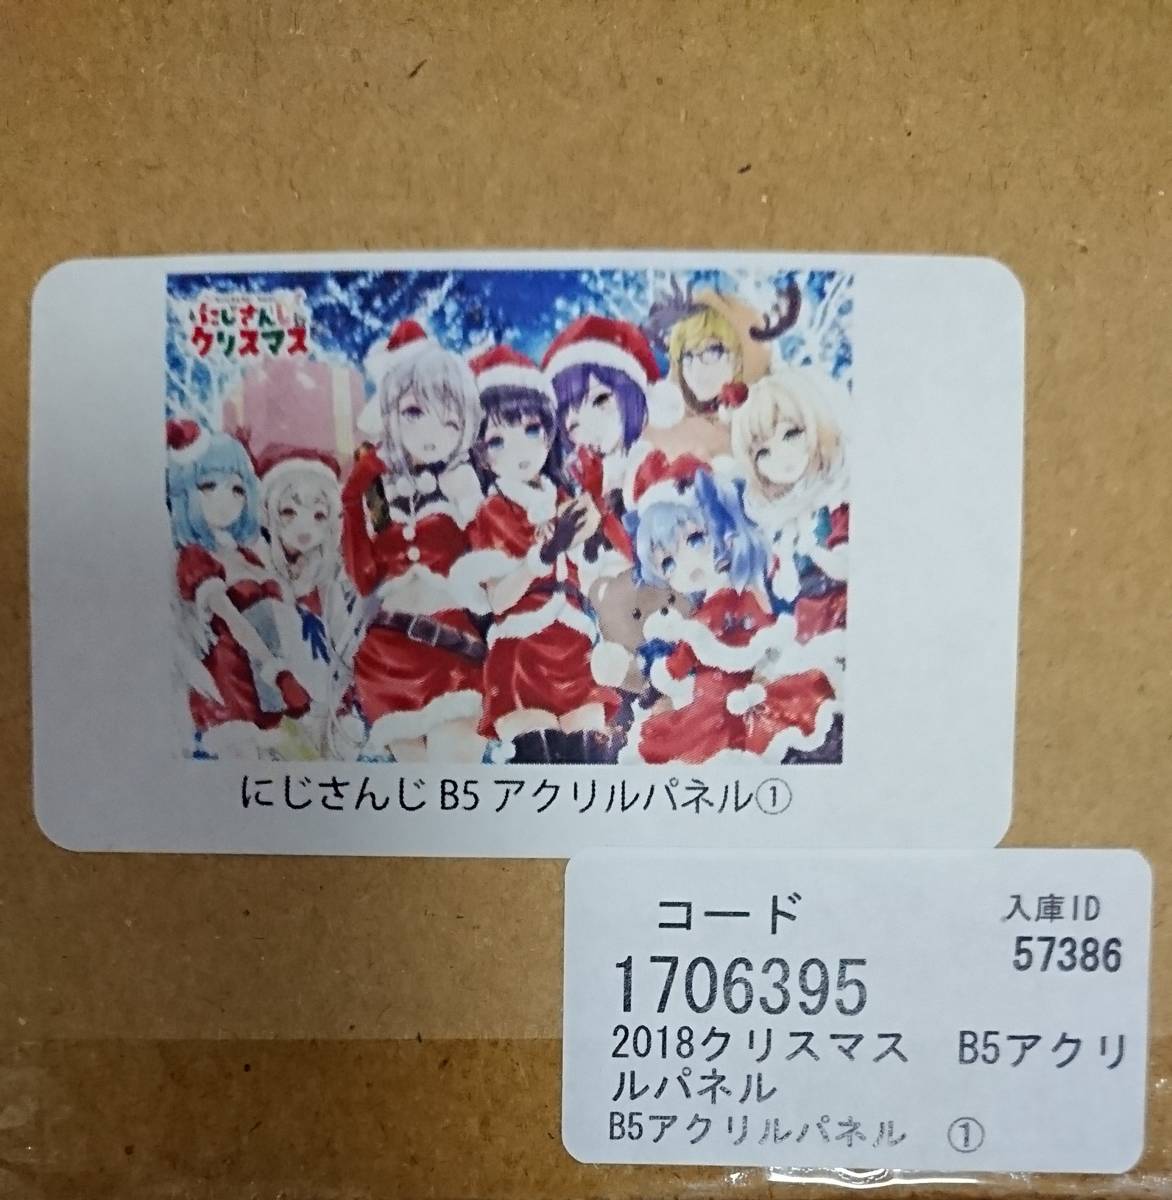 にじさんじ
クリスマス
にじさんじ B5 アクリルパネル①
コード
入庫ID
1706395
57386
2018クリスマス B5アクリ
ルパネル
B5アクリルパネル ①